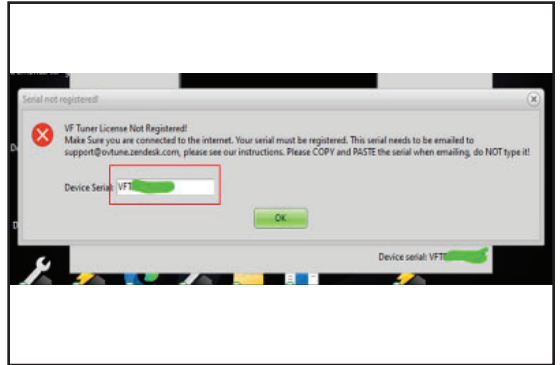 Serial not registered!
VF Tuner License Not Registered!
Make Sure you are connected to the internet. Your serial must be registered. This serial needs to be emailed to
support@ovtune.zendesk.com, please see our instructions. Please COPY and PASTE the serial when emailing, do NOT type it!
Device Serial: VFT
OK
Device serial: VFT